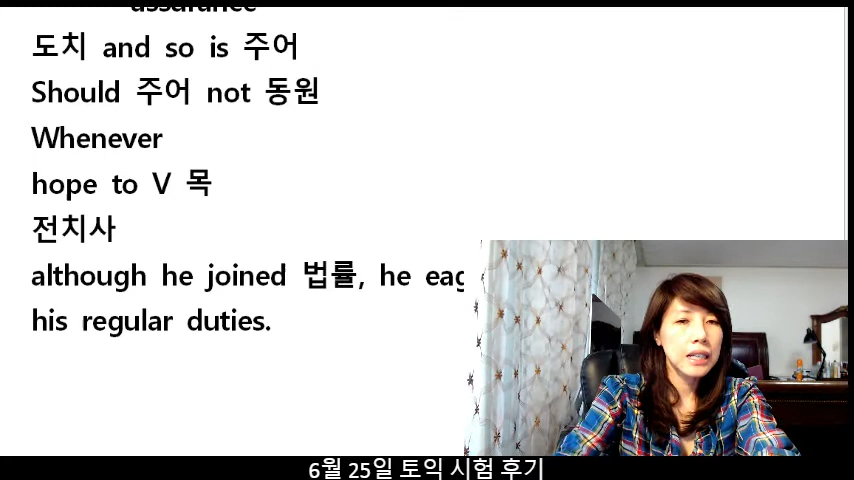 assurance
도치 and so is 주어
Should 주어 not 동원
Whenever
hope to V 목
전치사
although he joined 법률, he
his regular duties.
6월 25일 토익 시험 후기